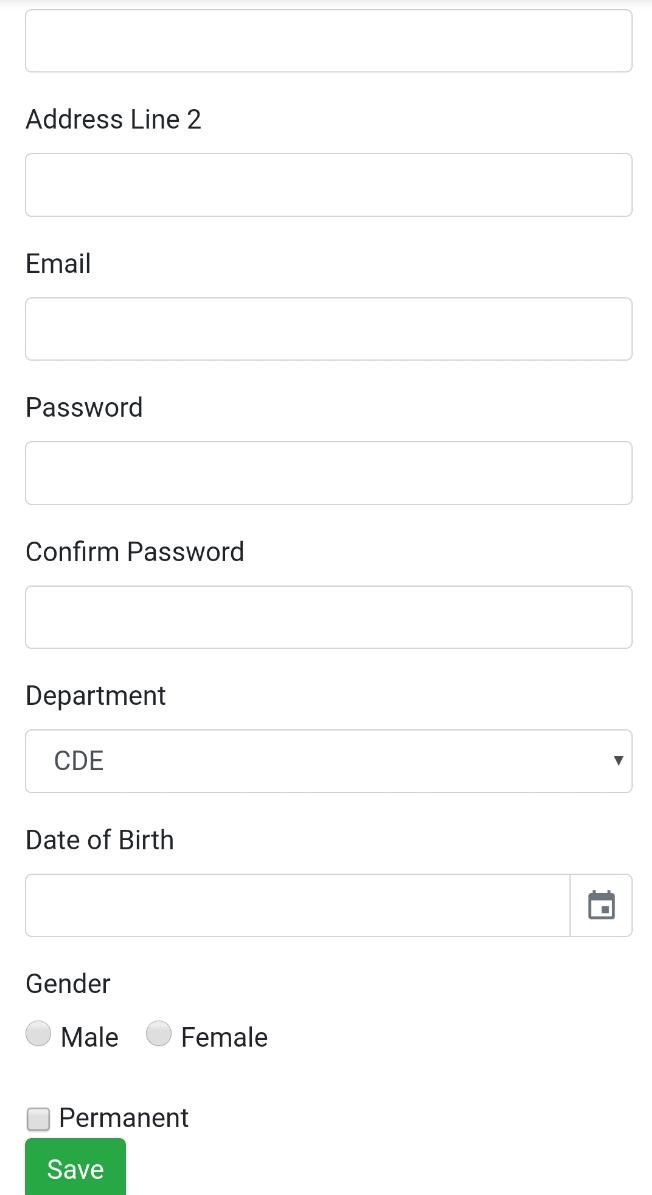 Address Line 2
Email
Password
Confirm Password
Department
CDE
Date of Birth
Gender
Male Female
Permanent
Save